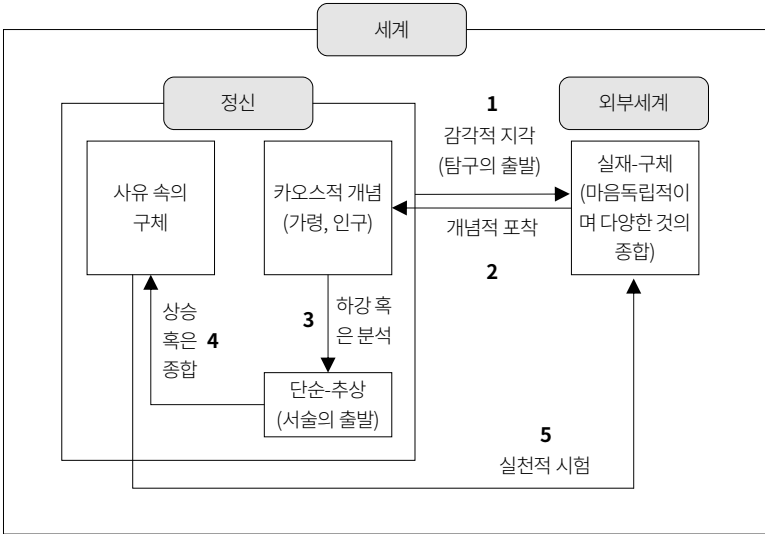 세계
정신
외부세계
1
감각적 지각
(탐구의 출발)
사유 속의
구체
카오스적 개념
(가령, 인구)
실재-구체
(마음독립적이
며 다양한 것의
종합)
개념적 포착
2
상승
혹은
종합
4
3
하강 혹
은 분석
단순-추상
(서술의 출발)
5
실천적 시험